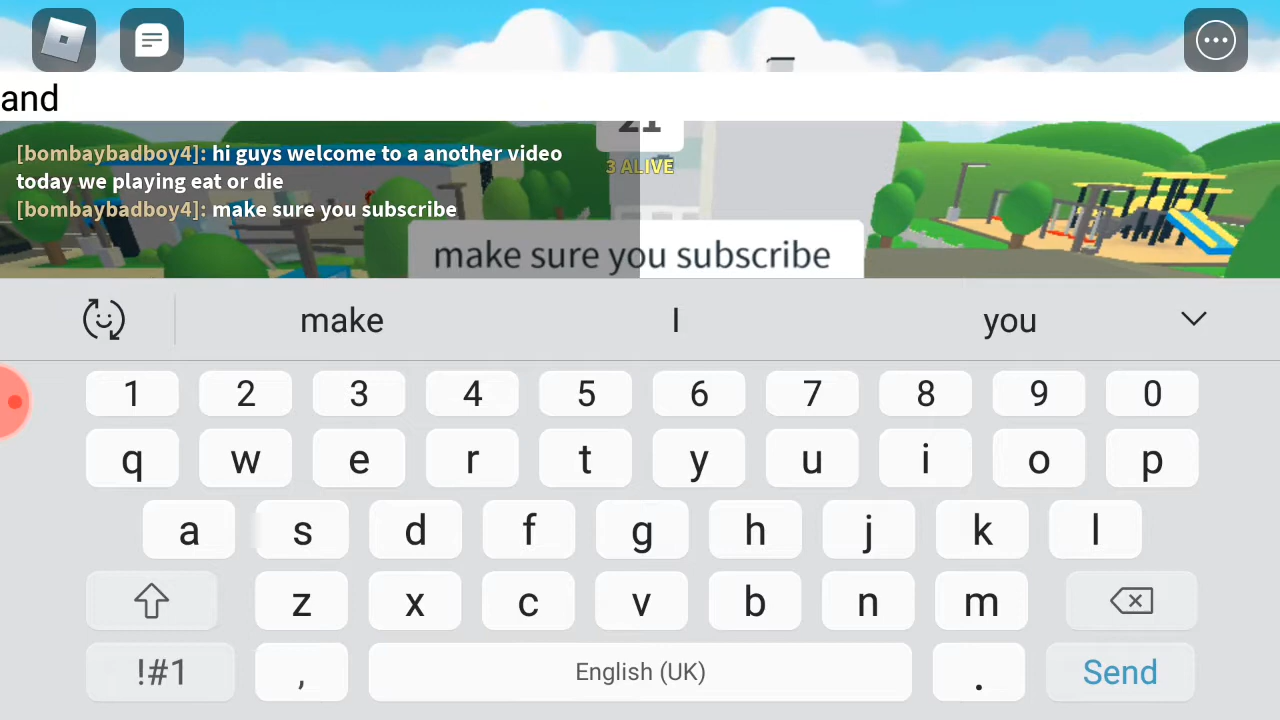 and
21
3 ALIVE
[bombaybadboy4]: hi guys welcome to a another video
today we playing eat or die
[bombaybadboy4]: make sure you subscribe
make sure you subscribe
make I you
1 2 3 4 5 6 7 8 9 0
q w e r t y u i o p
a s d f g h j k l
z x c v b n m
!#1 , English (UK) . Send